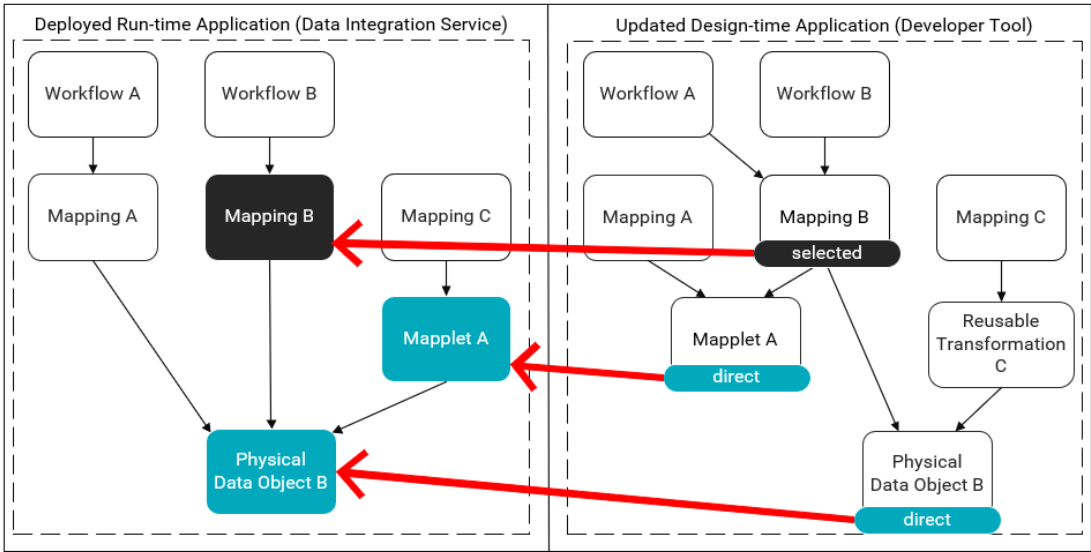 Deployed Run-time Application (Data Integration Service)
Workflow A
Workflow B
Mapping A
Mapping B
Mapping C
Mapplet A
Physical
Data Object B
Updated Design-time Application (Developer Tool)
Workflow A
Workflow B
Mapping A
Mapping B
selected
Mapping C
Mapplet A
direct
Reusable
Transformation
C
Physical
Data Object B
direct